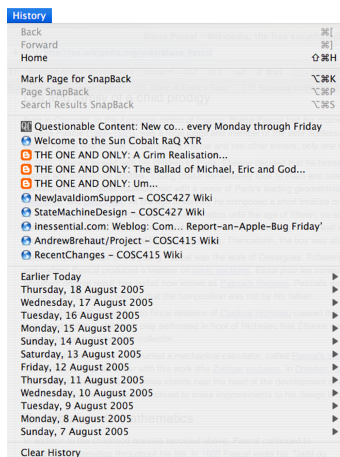 History
Back ⌘[
Forward ⌘]
Home ⇧⌘H
Mark Page for SnapBack ⌥⌘K
Page SnapBack ⌥⌘P
Search Results SnapBack ⌥⌘S
Questionable Content: New co... every Monday through Friday
Welcome to the Sun Cobalt RaQ XTR
THE ONE AND ONLY: A Grim Realisation...
THE ONE AND ONLY: The Ballad of Michael, Eric and God...
THE ONE AND ONLY: Um...
NewJavaIdiomSupport - COSC427 Wiki
StateMachineDesign - COSC427 Wiki
inessential.com: Weblog: Com... Report-an-Apple-Bug Friday'
AndrewBrehaut/Project - COSC415 Wiki
RecentChanges - COSC415 Wiki
Earlier Today
Thursday, 18 August 2005
Wednesday, 17 August 2005
Tuesday, 16 August 2005
Monday, 15 August 2005
Sunday, 14 August 2005
Saturday, 13 August 2005
Friday, 12 August 2005
Thursday, 11 August 2005
Wednesday, 10 August 2005
Tuesday, 9 August 2005
Monday, 8 August 2005
Sunday, 7 August 2005
Clear History